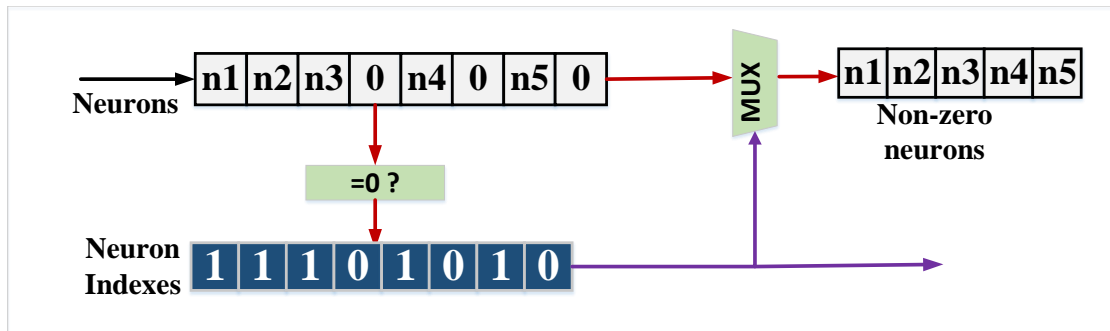 Neurons
n1 n2 n3 0 n4 0 n5 0
MUX
n1 n2 n3 n4 n5
Non-zero
neurons
=0 ?
Neuron
Indexes
1 1 1 0 1 0 1 0